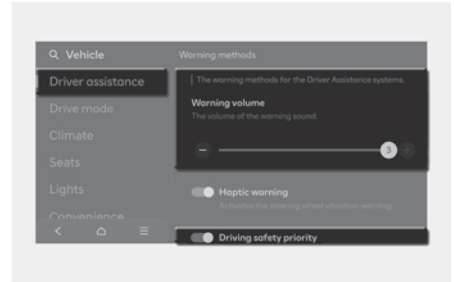 Vehicle
Warning methods
Driver assistance
The warning methods for the Driver Assistance systems.
Drive mode
Warning volume
The volume of the warning sound.
Climate
3
Seats
Lights
Haptic warning
Activates the steering wheel vibration warning.
Convenience
Driving safety priority